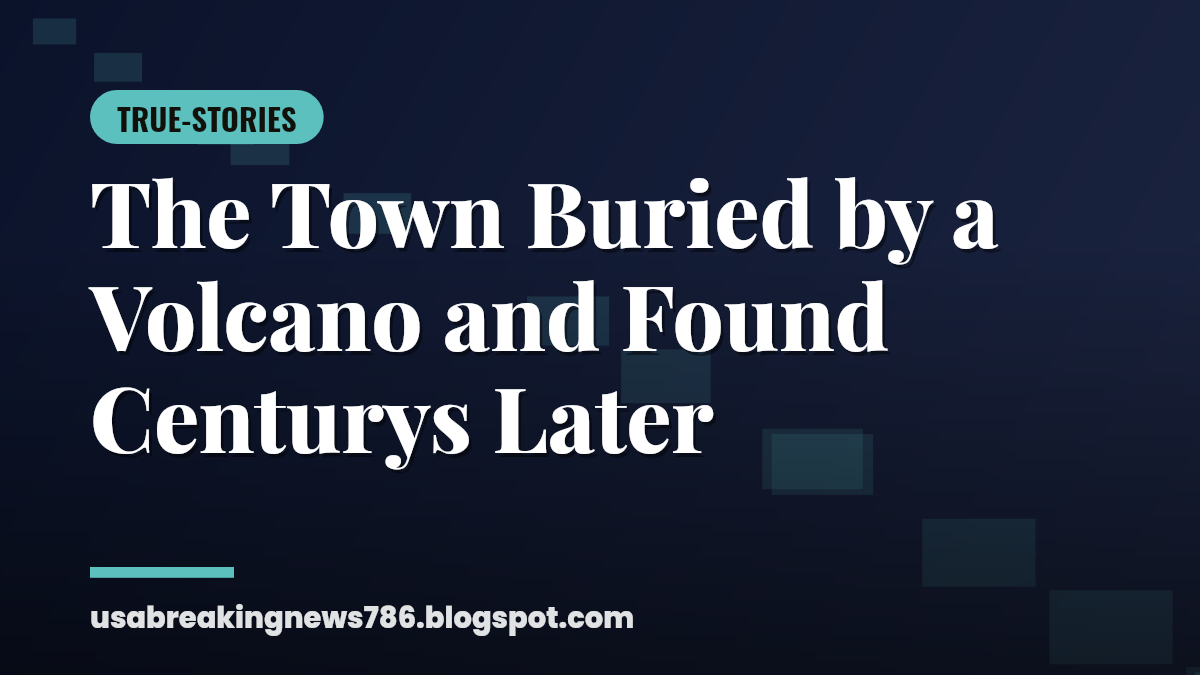 TRUE-STORIES
The Town Buried by a
Volcano and Found
Centurys Later
usabreakingnews786.blogspot.com